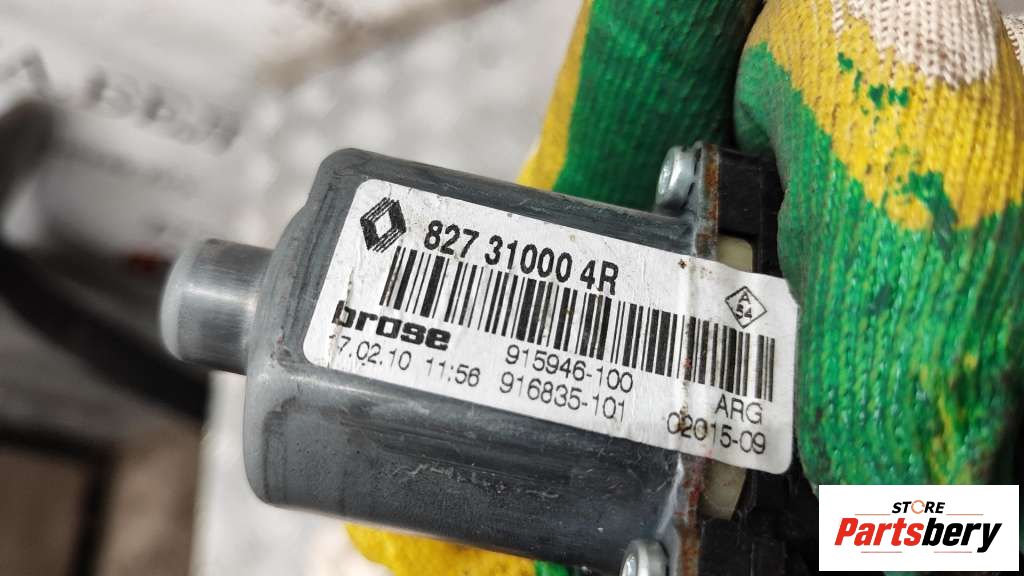 827 31000 4R
A
54
brose
915946-100
ARG
17.02.10 11:56
916835-101
02015-09
STORE
Partsbery